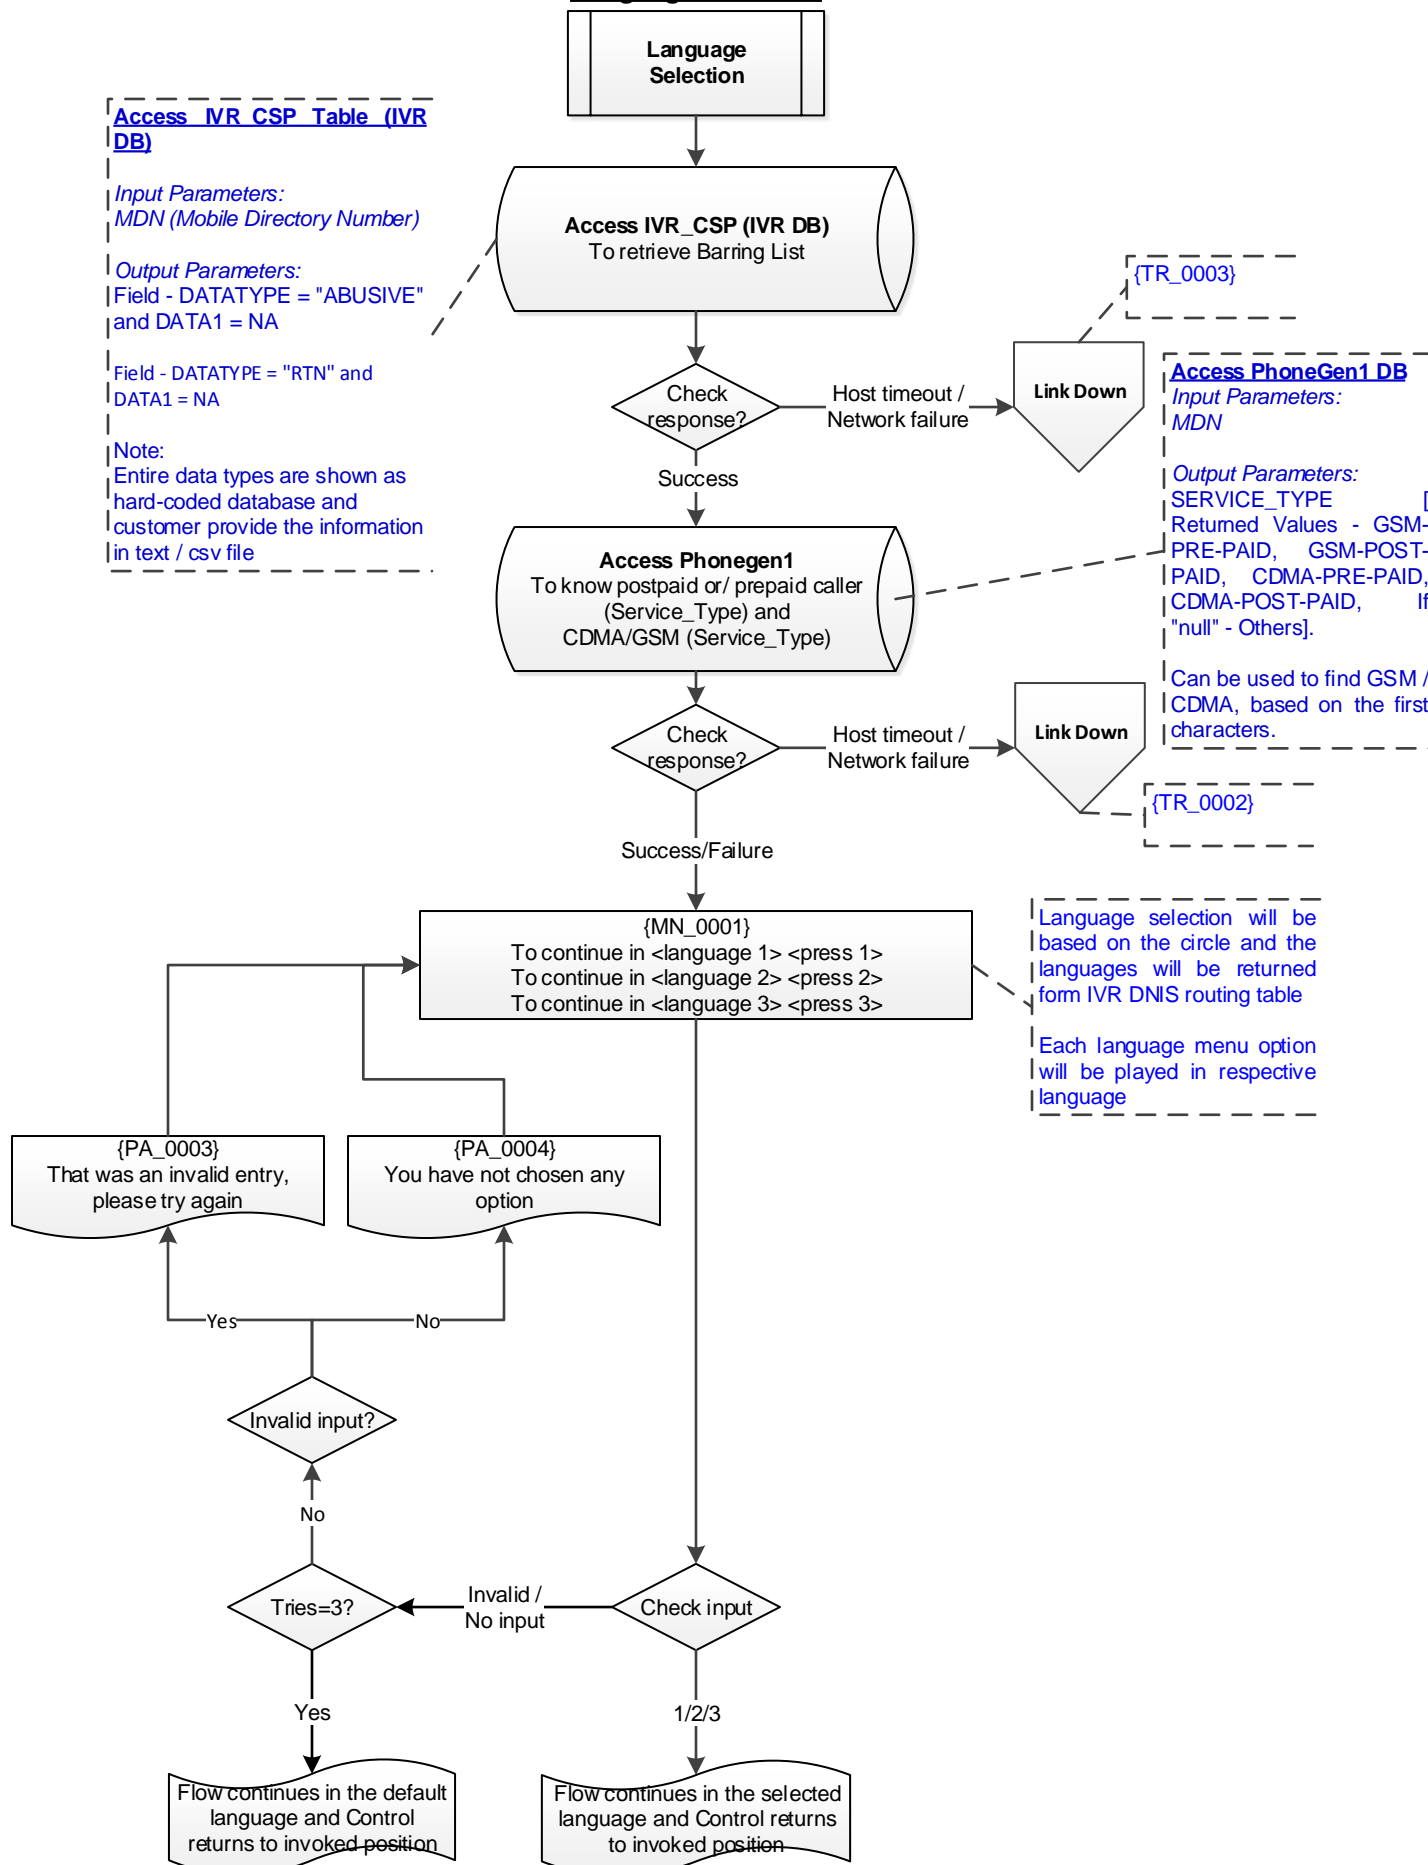 Language
Selection
Access IVR_CSP Table (IVR
DB)
Input Parameters:
MDN (Mobile Directory Number)
Output Parameters:
Field - DATATYPE = "ABUSIVE"
and DATA1 = NA
Field - DATATYPE = "RTN" and
DATA1 = NA
Note:
Entire data types are shown as
hard-coded database and
customer provide the information
in text / csv file
Access IVR_CSP (IVR DB)
To retrieve Barring List
{TR_0003}
Check
response?
Host timeout /
Network failure
Link Down
Success
Access PhoneGen1 DB
Input Parameters:
MDN
Output Parameters:
SERVICE_TYPE [
Returned Values - GSM-
PRE-PAID, GSM-POST-
PAID, CDMA-PRE-PAID,
CDMA-POST-PAID, If
"null" - Others].
Can be used to find GSM /
CDMA, based on the first
characters.
Access Phonegen1
To know postpaid or/ prepaid caller
(Service_Type) and
CDMA/GSM (Service_Type)
Check
response?
Host timeout /
Network failure
Link Down
{TR_0002}
Success/Failure
{MN_0001}
To continue in <language 1> <press 1>
To continue in <language 2> <press 2>
To continue in <language 3> <press 3>
Language selection will be
based on the circle and the
languages will be returned
form IVR DNIS routing table
Each language menu option
will be played in respective
language
{PA_0003}
That was an invalid entry,
please try again
{PA_0004}
You have not chosen any
option
Yes
No
Invalid input?
No
Tries=3?
Invalid /
No input
Check input
Yes
1/2/3
Flow continues in the default
language and Control
returns to invoked position
Flow continues in the selected
language and Control returns
to invoked position